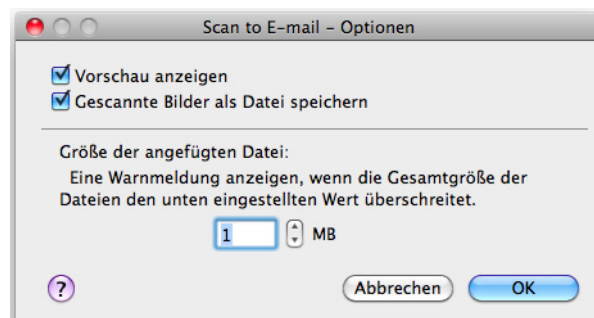 Scan to E-mail – Optionen
Vorschau anzeigen
Gescannte Bilder als Datei speichern
Größe der angefügten Datei:
Eine Warnmeldung anzeigen, wenn die Gesamtgröße der
Dateien den unten eingestellten Wert überschreitet.
1 MB
? Abbrechen OK